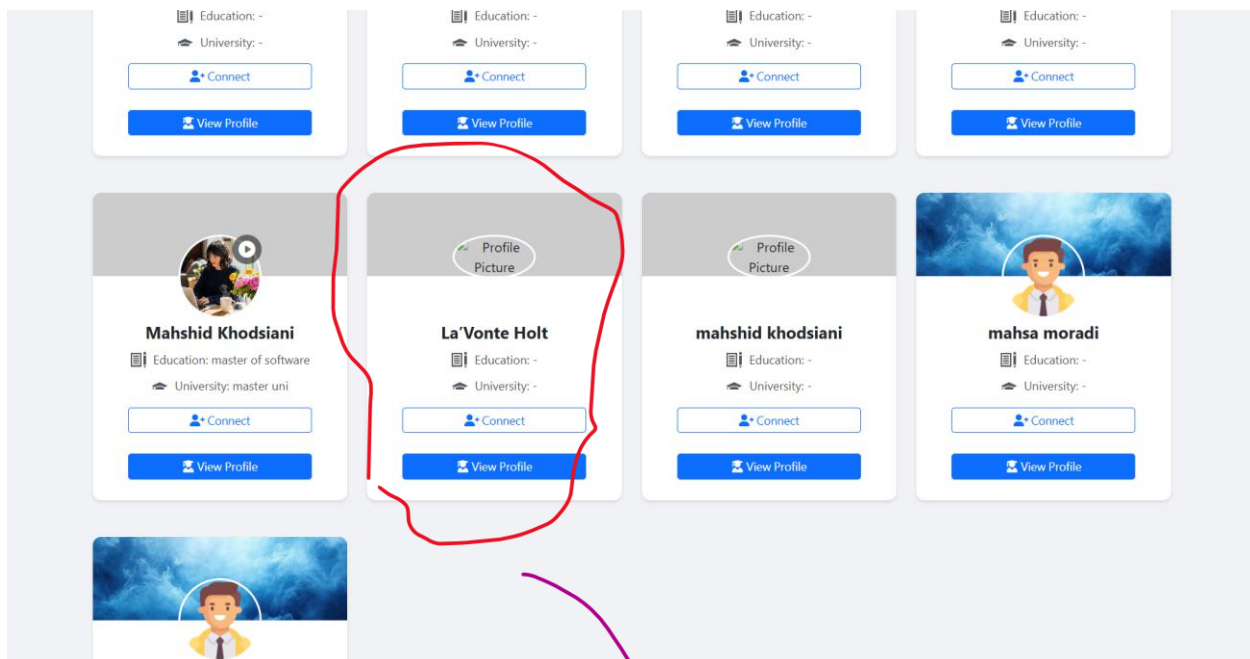 Education: - Education: - Education: - Education: -
University: - University: - University: - University: -
Connect Connect Connect Connect
View Profile View Profile View Profile View Profile
Profile Picture Profile Picture
Mahshid Khodsiani La'Vonte Holt mahshid khodsiani mahsa moradi
Education: master of software Education: - Education: - Education: -
University: master uni University: - University: - University: -
Connect Connect Connect Connect
View Profile View Profile View Profile View Profile